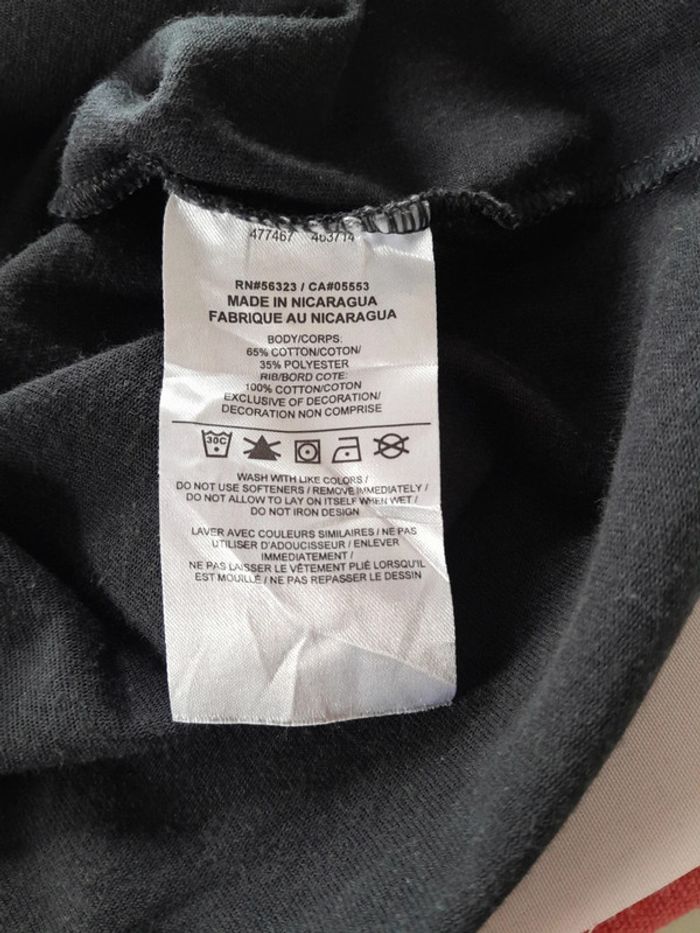 477467 463714
RN#56323 / CA#05553
MADE IN NICARAGUA
FABRIQUE AU NICARAGUA
BODY/CORPS:
65% COTTON/COTON/
35% POLYESTER
RIB/BORD COTE:
100% COTTON/COTON
EXCLUSIVE OF DECORATION/
DECORATION NON COMPRISE
30C
WASH WITH LIKE COLORS /
DO NOT USE SOFTENERS / REMOVE IMMEDIATELY /
DO NOT ALLOW TO LAY ON ITSELF WHEN WET /
DO NOT IRON DESIGN
LAVER AVEC COULEURS SIMILAIRES / NE PAS
UTILISER D'ADOUCISSEUR / ENLEVER
IMMEDIATEMENT /
NE PAS LAISSER LE VÊTEMENT PLIÉ LORSQU'IL
EST MOUILLÉ / NE PAS REPASSER LE DESSIN